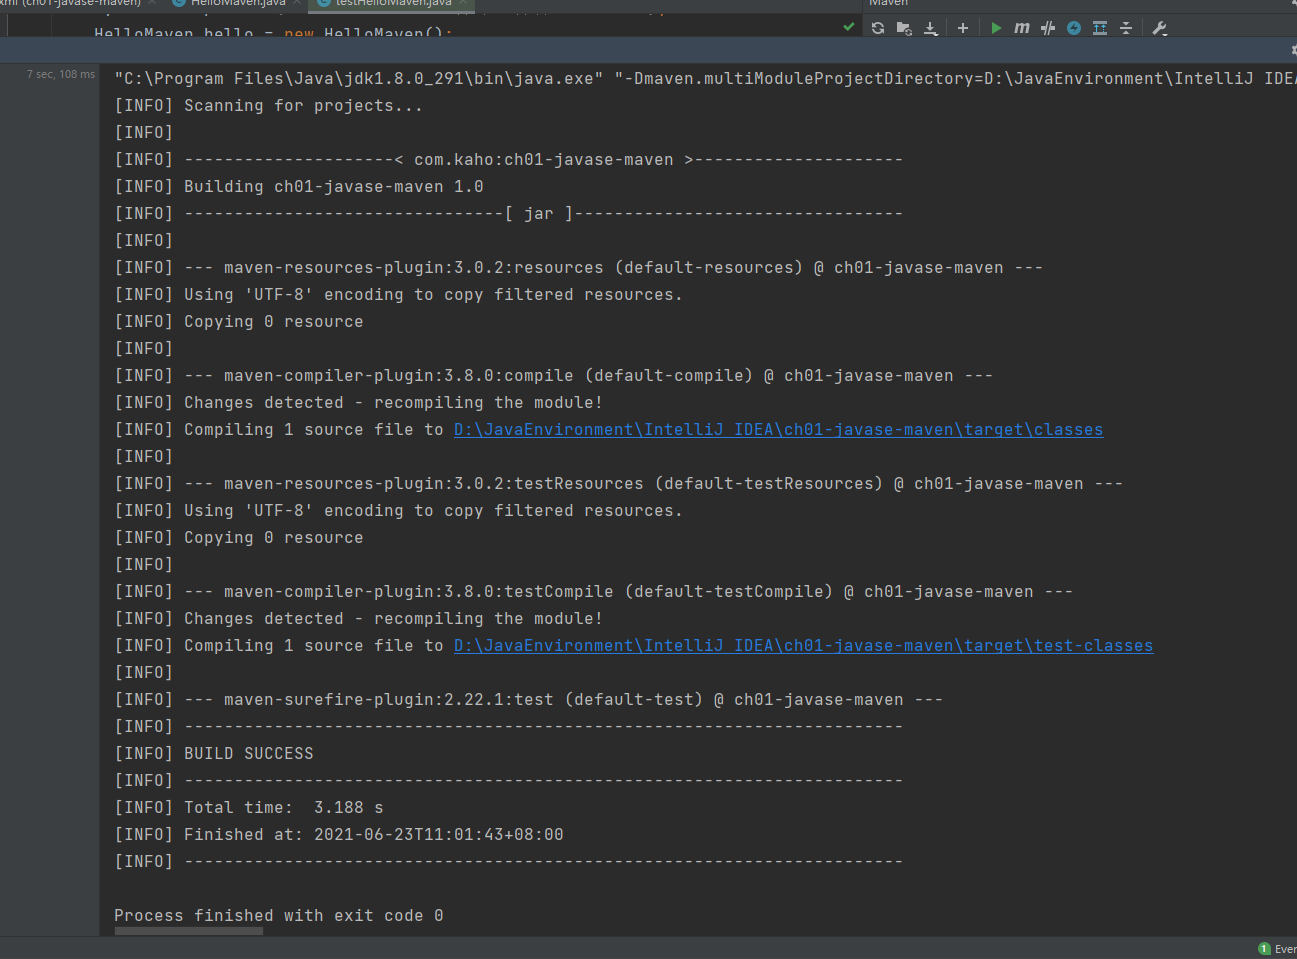 xml (ch01-javase-maven) HelloMaven.java testHelloMaven.java Maven
HelloMaven hello = new HelloMaven();
7 sec, 108 ms
"C:\Program Files\Java\jdk1.8.0_291\bin\java.exe" "-Dmaven.multiModuleProjectDirectory=D:\JavaEnvironment\IntelliJ IDEA
[INFO] Scanning for projects...
[INFO]
[INFO] ---------------------< com.kaho:ch01-javase-maven >---------------------
[INFO] Building ch01-javase-maven 1.0
[INFO] --------------------------------[ jar ]---------------------------------
[INFO]
[INFO] --- maven-resources-plugin:3.0.2:resources (default-resources) @ ch01-javase-maven ---
[INFO] Using 'UTF-8' encoding to copy filtered resources.
[INFO] Copying 0 resource
[INFO]
[INFO] --- maven-compiler-plugin:3.8.0:compile (default-compile) @ ch01-javase-maven ---
[INFO] Changes detected - recompiling the module!
[INFO] Compiling 1 source file to D:\JavaEnvironment\IntelliJ IDEA\ch01-javase-maven\target\classes
[INFO]
[INFO] --- maven-resources-plugin:3.0.2:testResources (default-testResources) @ ch01-javase-maven ---
[INFO] Using 'UTF-8' encoding to copy filtered resources.
[INFO] Copying 0 resource
[INFO]
[INFO] --- maven-compiler-plugin:3.8.0:testCompile (default-testCompile) @ ch01-javase-maven ---
[INFO] Changes detected - recompiling the module!
[INFO] Compiling 1 source file to D:\JavaEnvironment\IntelliJ IDEA\ch01-javase-maven\target\test-classes
[INFO]
[INFO] --- maven-surefire-plugin:2.22.1:test (default-test) @ ch01-javase-maven ---
[INFO] ------------------------------------------------------------------------
[INFO] BUILD SUCCESS
[INFO] ------------------------------------------------------------------------
[INFO] Total time:  3.188 s
[INFO] Finished at: 2021-06-23T11:01:43+08:00
[INFO] ------------------------------------------------------------------------
Process finished with exit code 0
1 Even